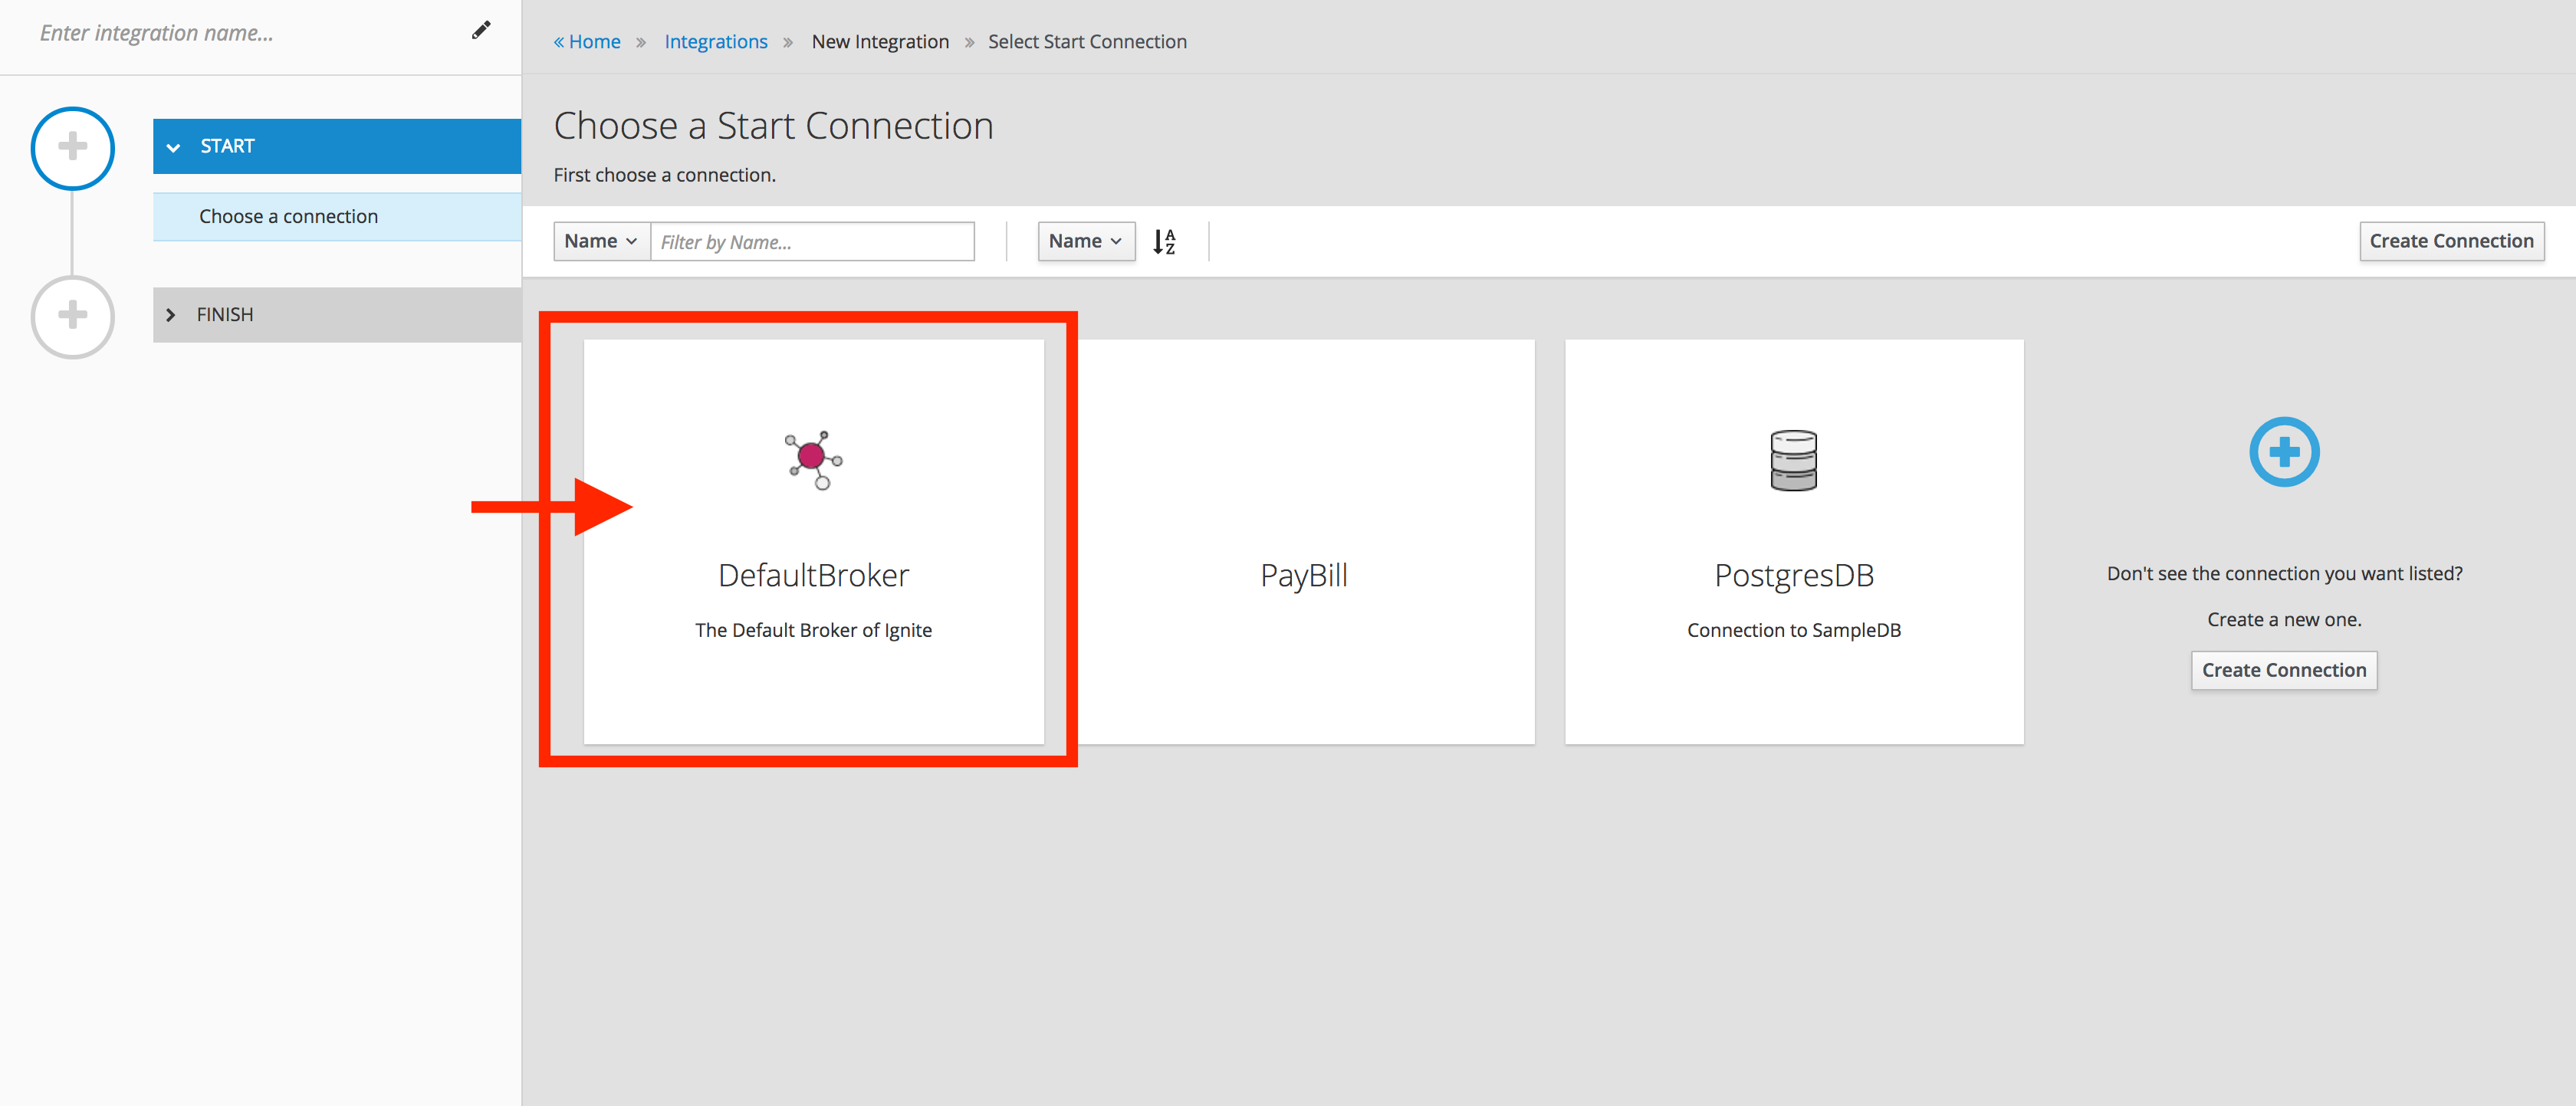 Enter integration name...
START
Choose a connection
FINISH
« Home » Integrations » New Integration » Select Start Connection
Choose a Start Connection
First choose a connection.
Name Filter by Name... Name A Z Create Connection
DefaultBroker
The Default Broker of Ignite
PayBill
PostgresDB
Connection to SampleDB
Don't see the connection you want listed?
Create a new one.
Create Connection